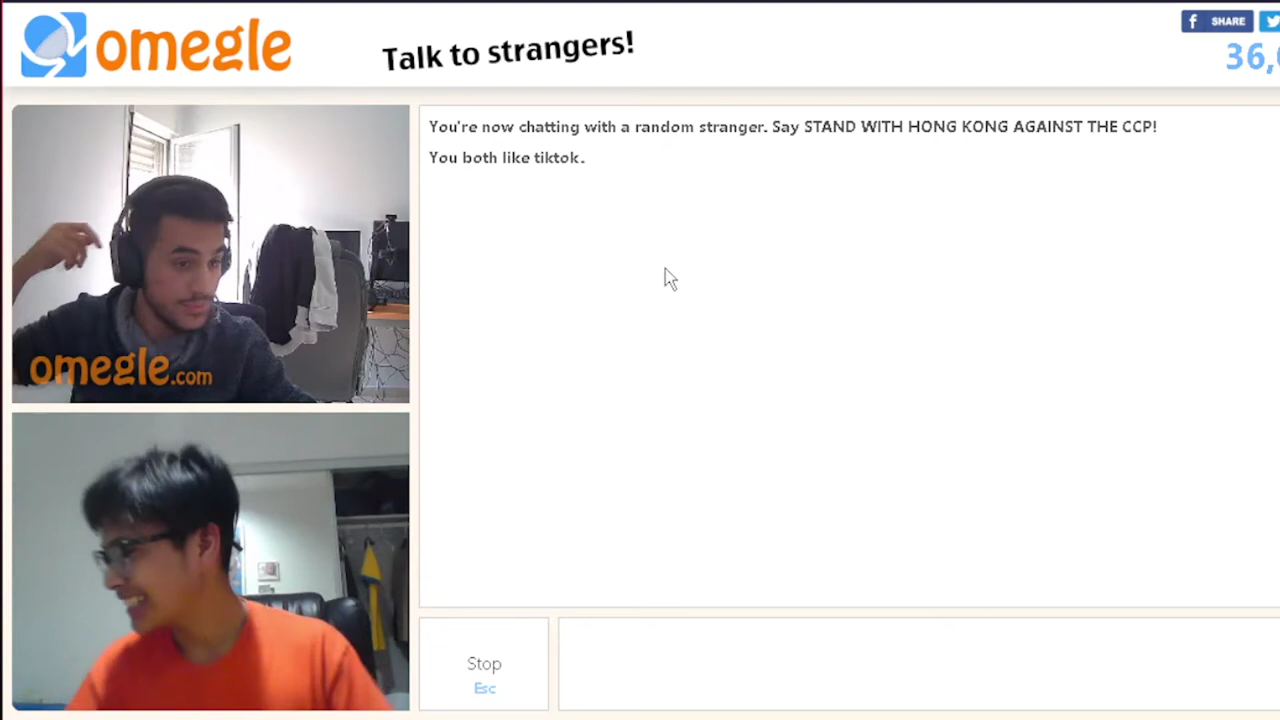 omegle
Talk to strangers!
f SHARE
36,
You're now chatting with a random stranger. Say STAND WITH HONG KONG AGAINST THE CCP!
You both like tiktok.
omegle.com
Stop
Esc